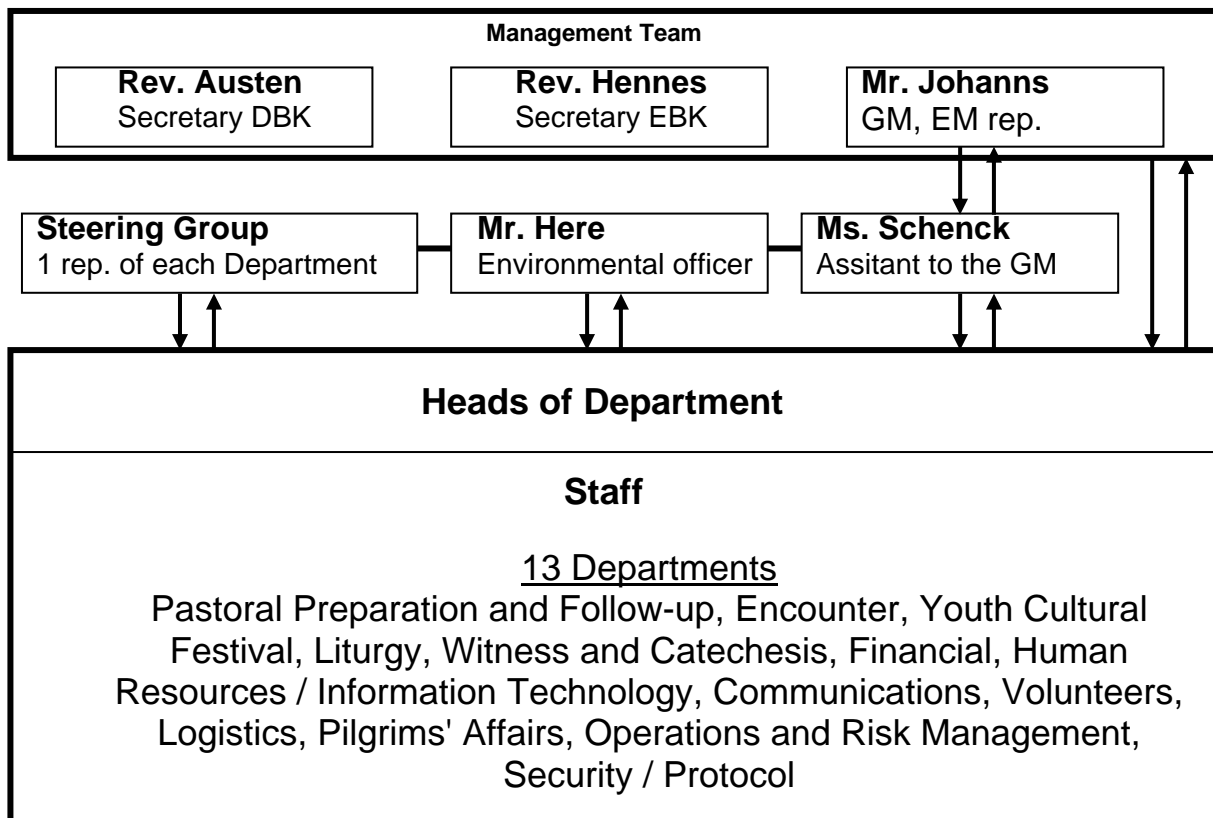 Management Team
Rev. Austen
Secretary DBK
Rev. Hennes
Secretary EBK
Mr. Johanns
GM, EM rep.
Steering Group
1 rep. of each Department
Mr. Here
Environmental officer
Ms. Schenck
Assitant to the GM
Heads of Department
Staff
13 Departments
Pastoral Preparation and Follow-up, Encounter, Youth Cultural
Festival, Liturgy, Witness and Catechesis, Financial, Human
Resources / Information Technology, Communications, Volunteers,
Logistics, Pilgrims' Affairs, Operations and Risk Management,
Security / Protocol